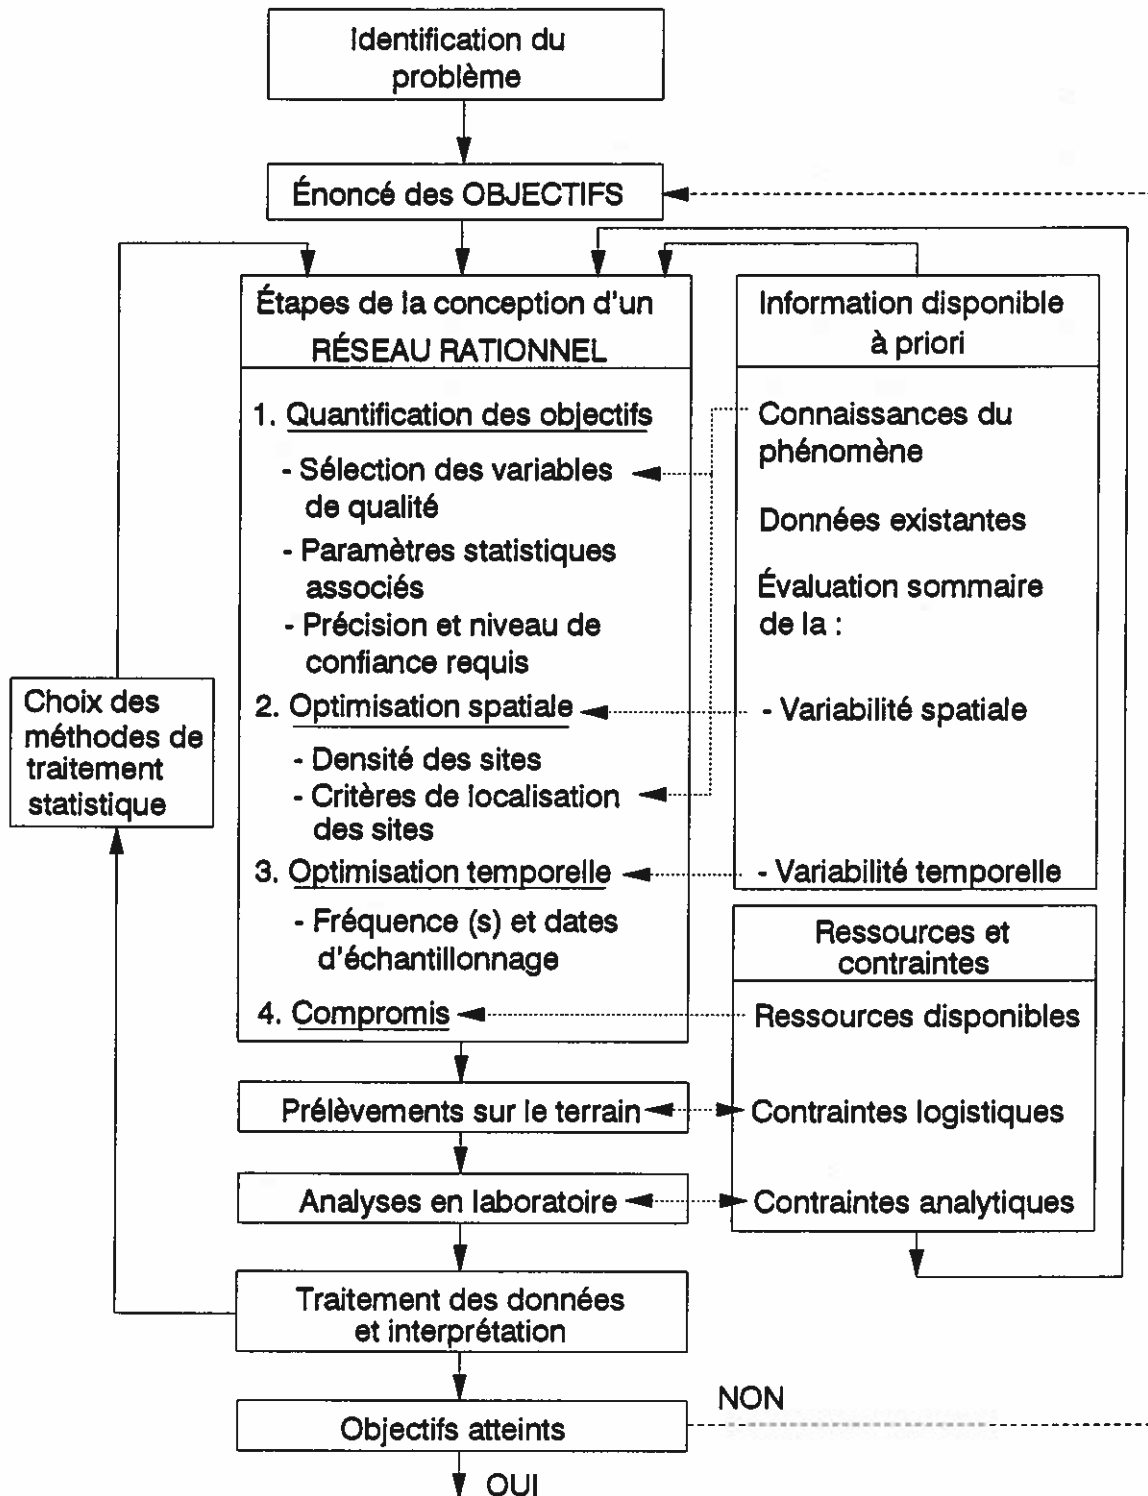 Identification du
problème
Énoncé des OBJECTIFS
Étapes de la conception d'un
RÉSEAU RATIONNEL
1. Quantification des objectifs
- Sélection des variables
de qualité
- Paramètres statistiques
associés
- Précision et niveau de
confiance requis
2. Optimisation spatiale
- Densité des sites
- Critères de localisation
des sites
3. Optimisation temporelle
- Fréquence (s) et dates
d'échantillonnage
4. Compromis
Information disponible
à priori
Connaissances du
phénomène
Données existantes
Évaluation sommaire
de la :
- Variabilité spatiale
- Variabilité temporelle
Ressources et
contraintes
Ressources disponibles
Contraintes logistiques
Contraintes analytiques
Choix des
méthodes de
traitement
statistique
Prélèvements sur le terrain
Analyses en laboratoire
Traitement des données
et interprétation
Objectifs atteints
NON
OUI